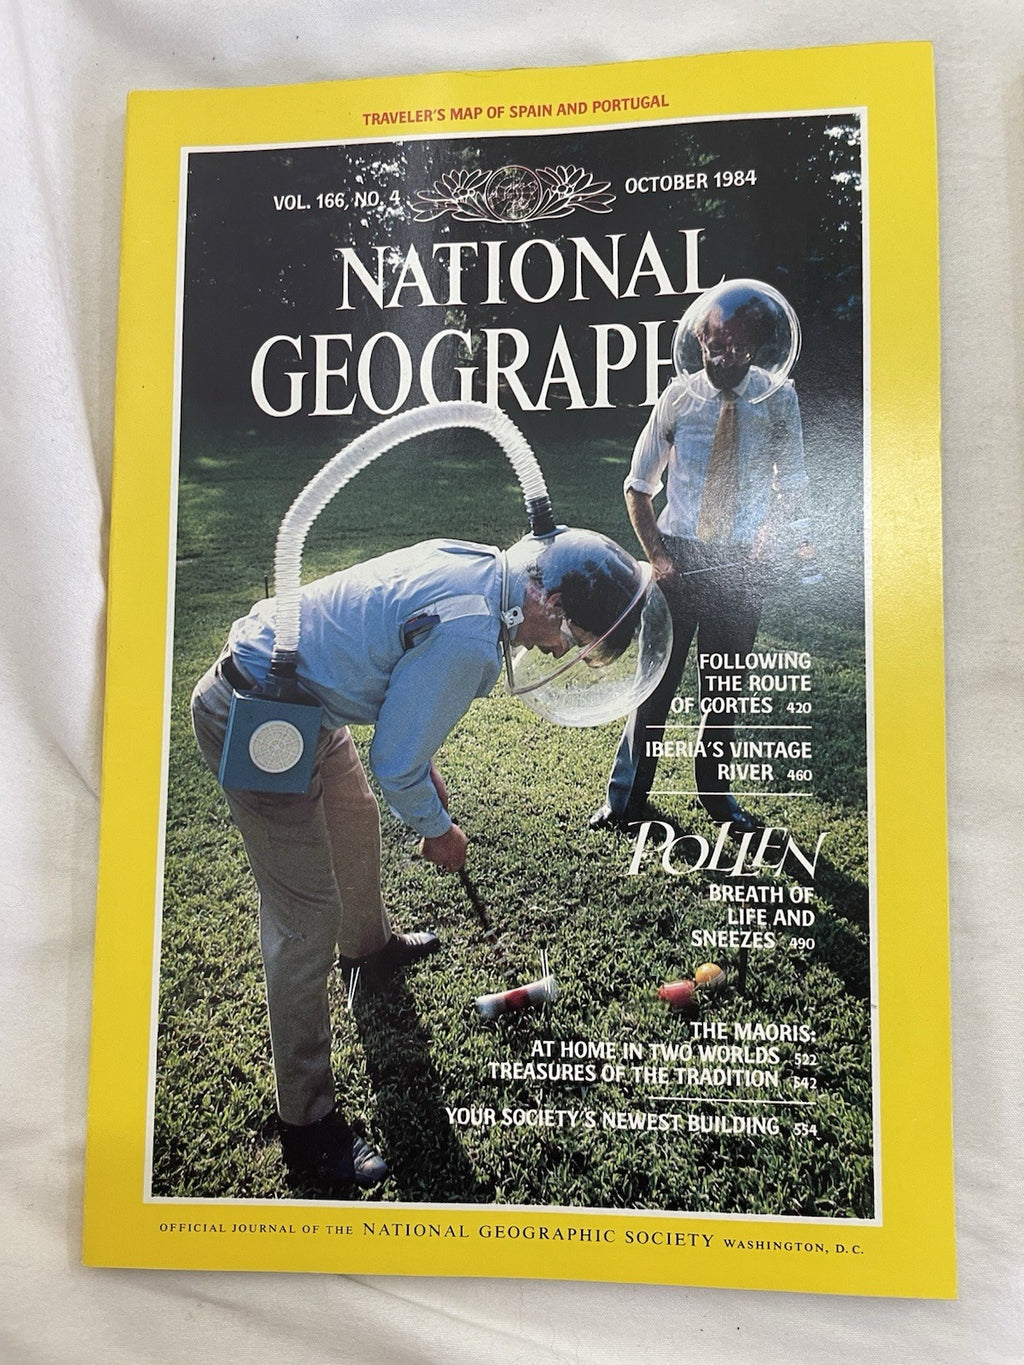 TRAVELER'S MAP OF SPAIN AND PORTUGAL
VOL. 166, NO. 4
OCTOBER 1984
NATIONAL
GEOGRAPH
FOLLOWING
THE ROUTE
OF CORTÉS 420
IBERIA'S VINTAGE
RIVER 460
POLLEN
BREATH OF
LIFE AND
SNEEZES 490
THE MAORIS:
AT HOME IN TWO WORLDS 522
TREASURES OF THE TRADITION 542
YOUR SOCIETY'S NEWEST BUILDING 554
OFFICIAL JOURNAL OF THE NATIONAL GEOGRAPHIC SOCIETY WASHINGTON, D.C.